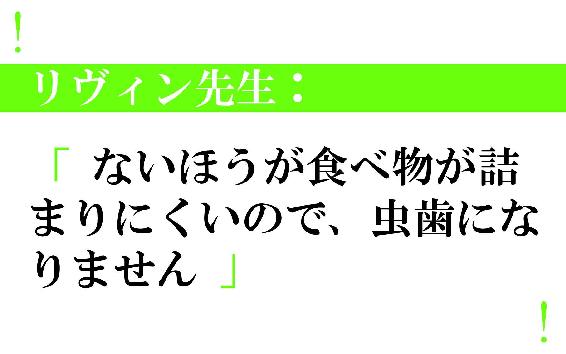 !
リヴィン先生：
「 ないほうが食べ物が詰
まりにくいので、虫歯にな
りません 」
!